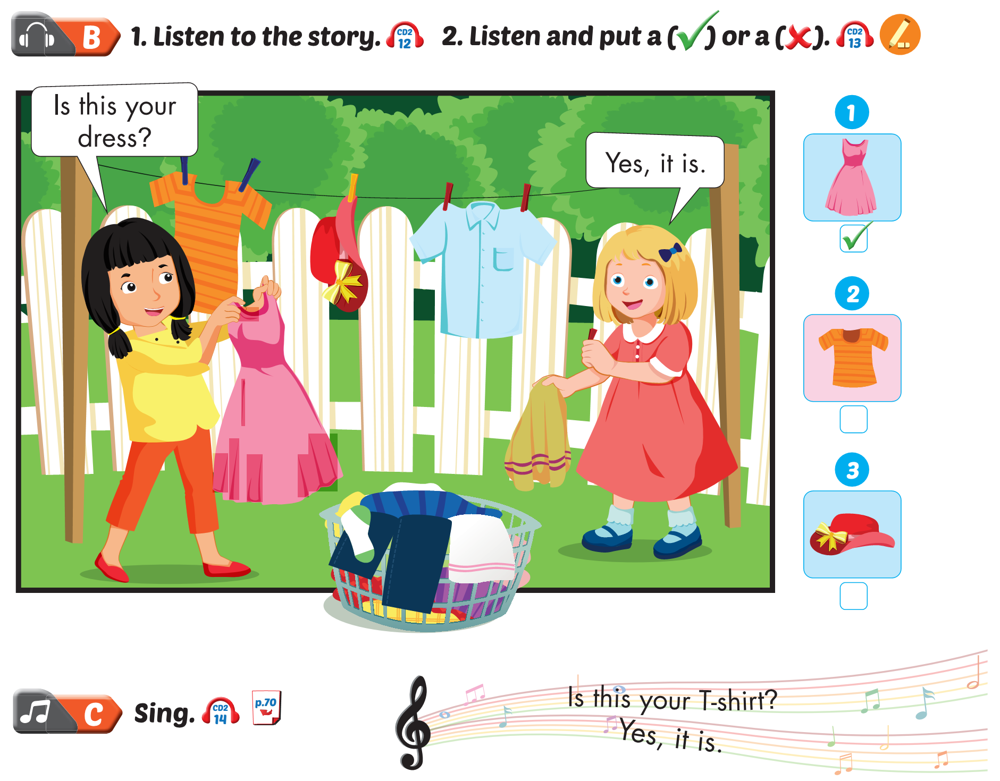 B 1. Listen to the story. CD2 12 2. Listen and put a (✓) or a (✗). CD2 13
Is this your
dress?
Yes, it is.
1
2
3
C Sing. CD2 14 p.70
Is this your T-shirt?
Yes, it is.